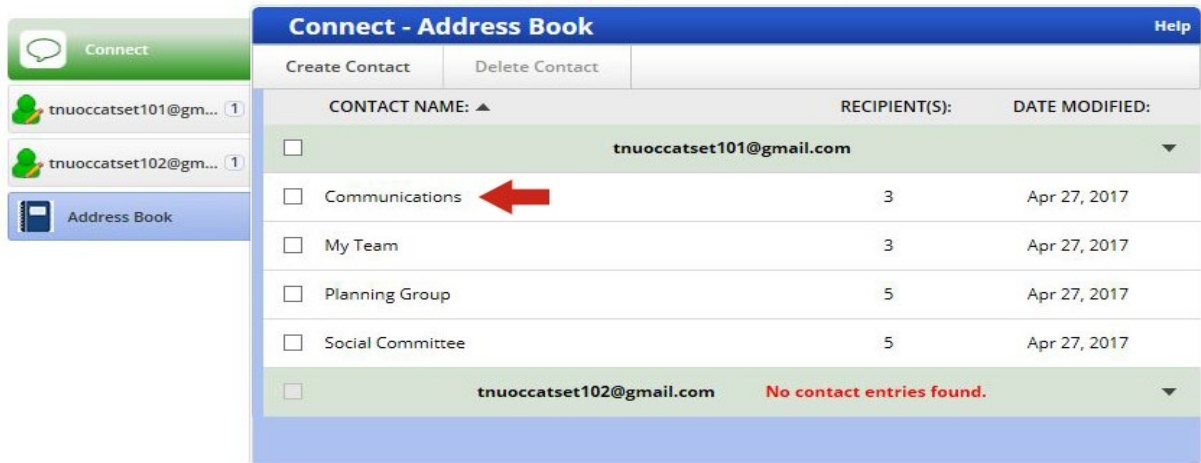 Connect - Address Book
Help
Connect
Create Contact
Delete Contact
tnuoccatset101@gm... 1
CONTACT NAME:
RECIPIENT(S):
DATE MODIFIED:
tnuoccatset101@gmail.com
tnuoccatset102@gm... 1
Communications 3 Apr 27, 2017
Address Book
My Team 3 Apr 27, 2017
Planning Group 5 Apr 27, 2017
Social Committee 5 Apr 27, 2017
tnuoccatset102@gmail.com No contact entries found.